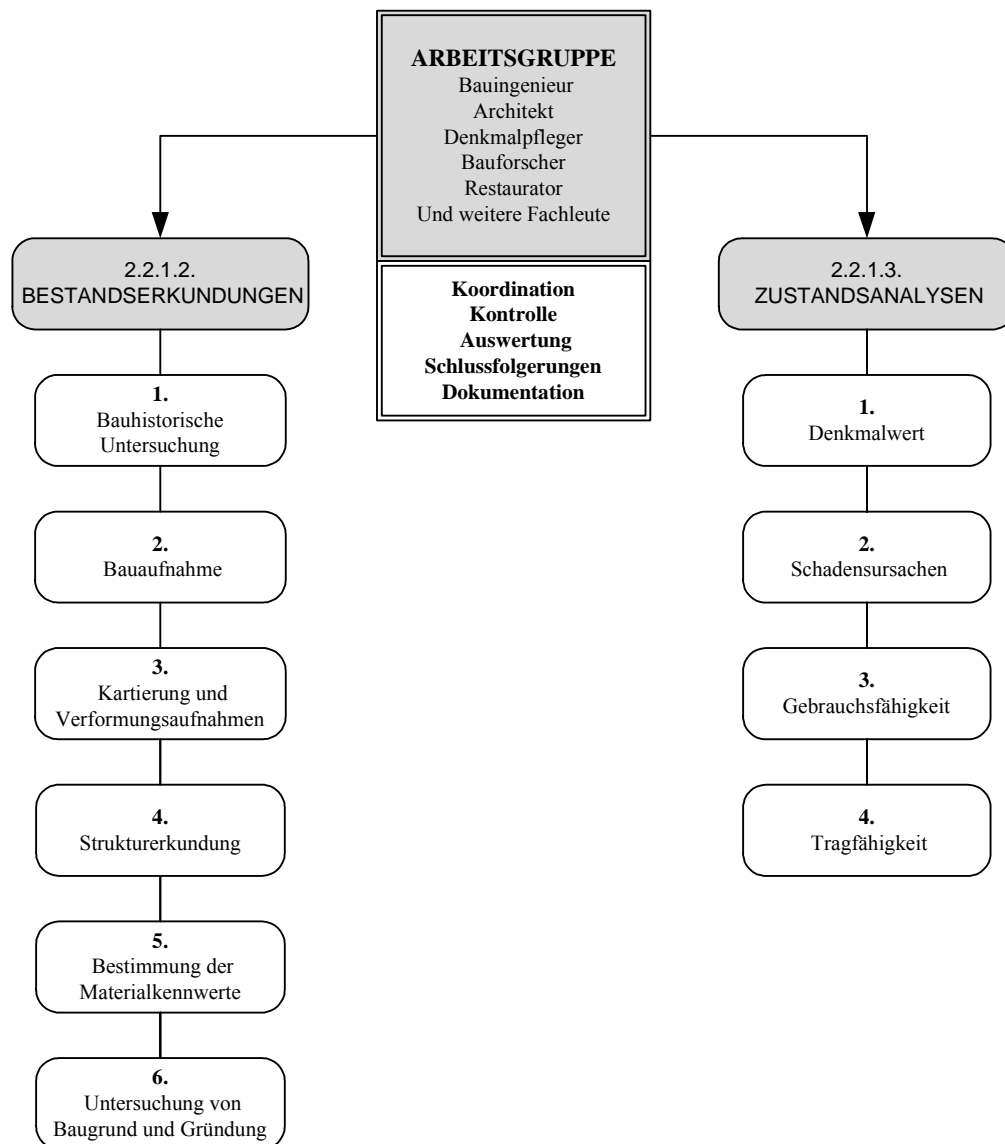 ARBEITSGRUPPE
Bauingenieur
Architekt
Denkmalpfleger
Bauforscher
Restaurator
Und weitere Fachleute
Koordination
Kontrolle
Auswertung
Schlussfolgerungen
Dokumentation
2.2.1.2.
BESTANDSERKUNDUNGEN
1.
Bauhistorische
Untersuchung
2.
Bauaufnahme
3.
Kartierung und
Verformungsaufnahmen
4.
Strukturerkundung
5.
Bestimmung der
Materialkennwerte
6.
Untersuchung von
Baugrund und Gründung
2.2.1.3.
ZUSTANDSANALYSEN
1.
Denkmalwert
2.
Schadensursachen
3.
Gebrauchsfähigkeit
4.
Tragfähigkeit